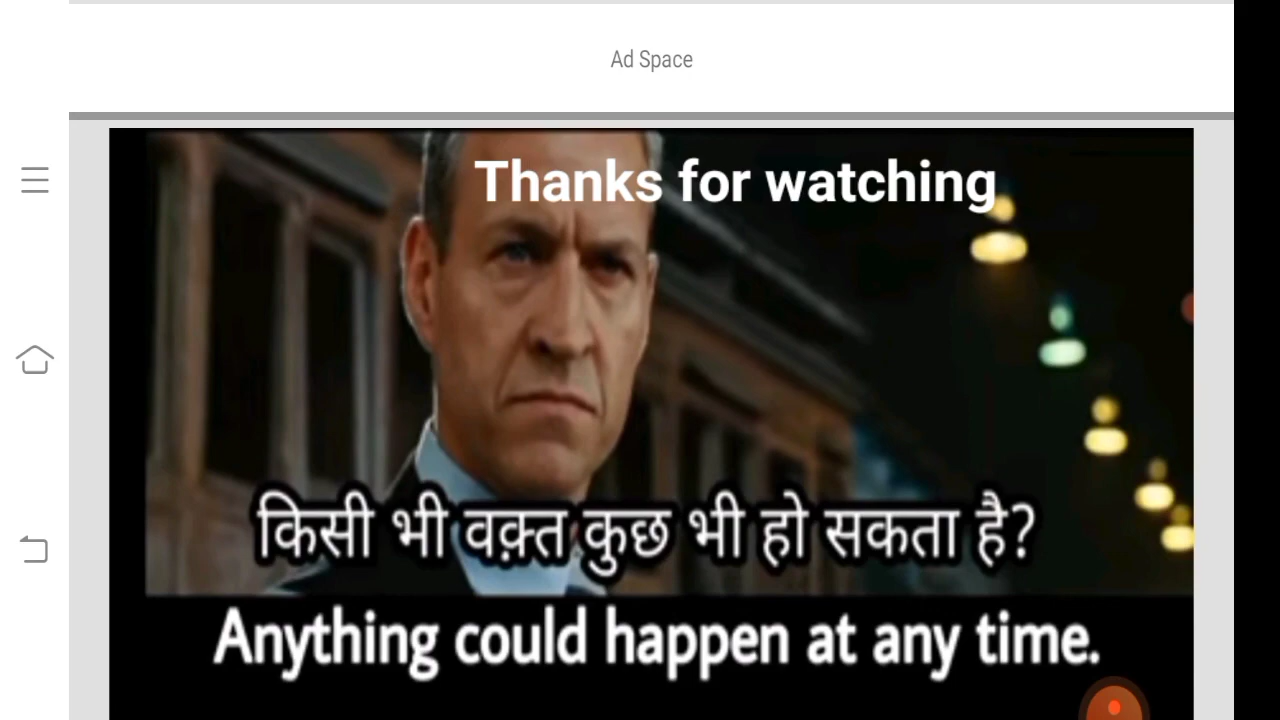 Ad Space
Thanks for watching
किसी भी वक़्त कुछ भी हो सकता है?
Anything could happen at any time.